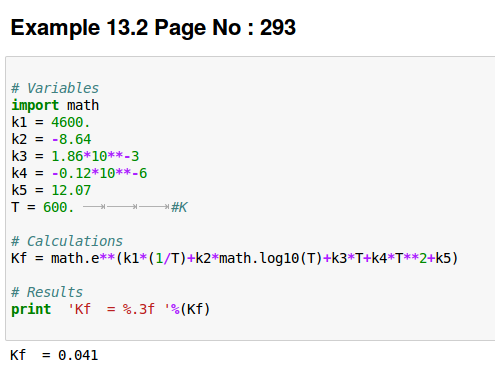 Example 13.2 Page No : 293
# Variables
import math
k1 = 4600.
k2 = -8.64
k3 = 1.86*10**-3
k4 = -0.12*10**-6
k5 = 12.07
T = 600. #K
# Calculations
Kf = math.e**(k1*(1/T)+k2*math.log10(T)+k3*T+k4*T**2+k5)
# Results
print  'Kf  = %.3f '%(Kf)
Kf  = 0.041